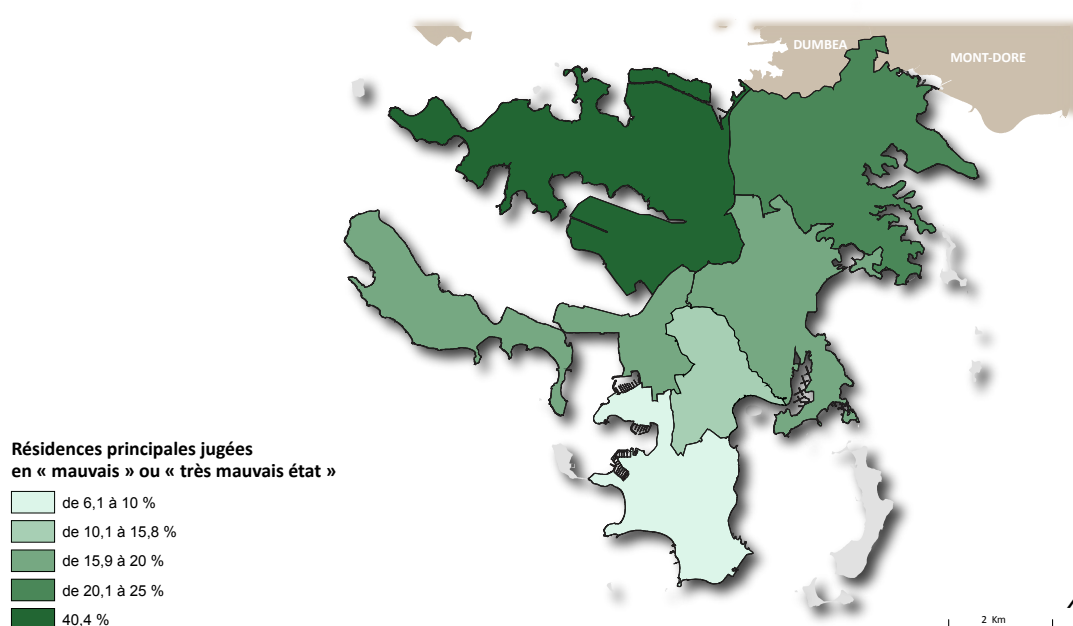 DUMBEA
MONT-DORE
Résidences principales jugées
en « mauvais » ou « très mauvais état »
de 6,1 à 10 %
de 10,1 à 15,8 %
de 15,9 à 20 %
de 20,1 à 25 %
40,4 %
2 Km